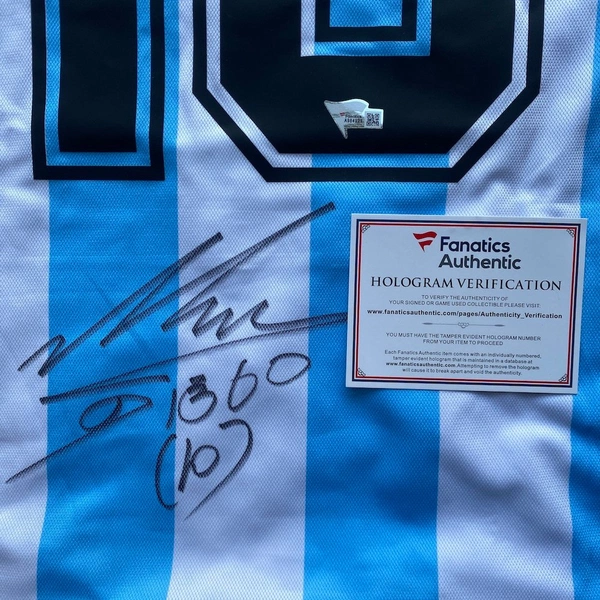 10
Fanatics
Authentic
HOLOGRAM VERIFICATION
TO VERIFY THE AUTHENTICITY OF
YOUR SIGNED OR GAME USED COLLECTIBLE PLEASE VISIT:
www.fanaticsauthentic.com/pages/Authenticity_Verification
YOU MUST HAVE THE TAMPER EVIDENT HOLOGRAM NUMBER
FROM YOUR ITEM TO PROCEED
Each Fanatics Authentic item comes with an individually numbered,
tamper evident hologram that is maintained in a database at
www.fanaticsauthentic.com. Attempting to remove the hologram
will cause it to break apart and void the authenticity.
1360
(10)